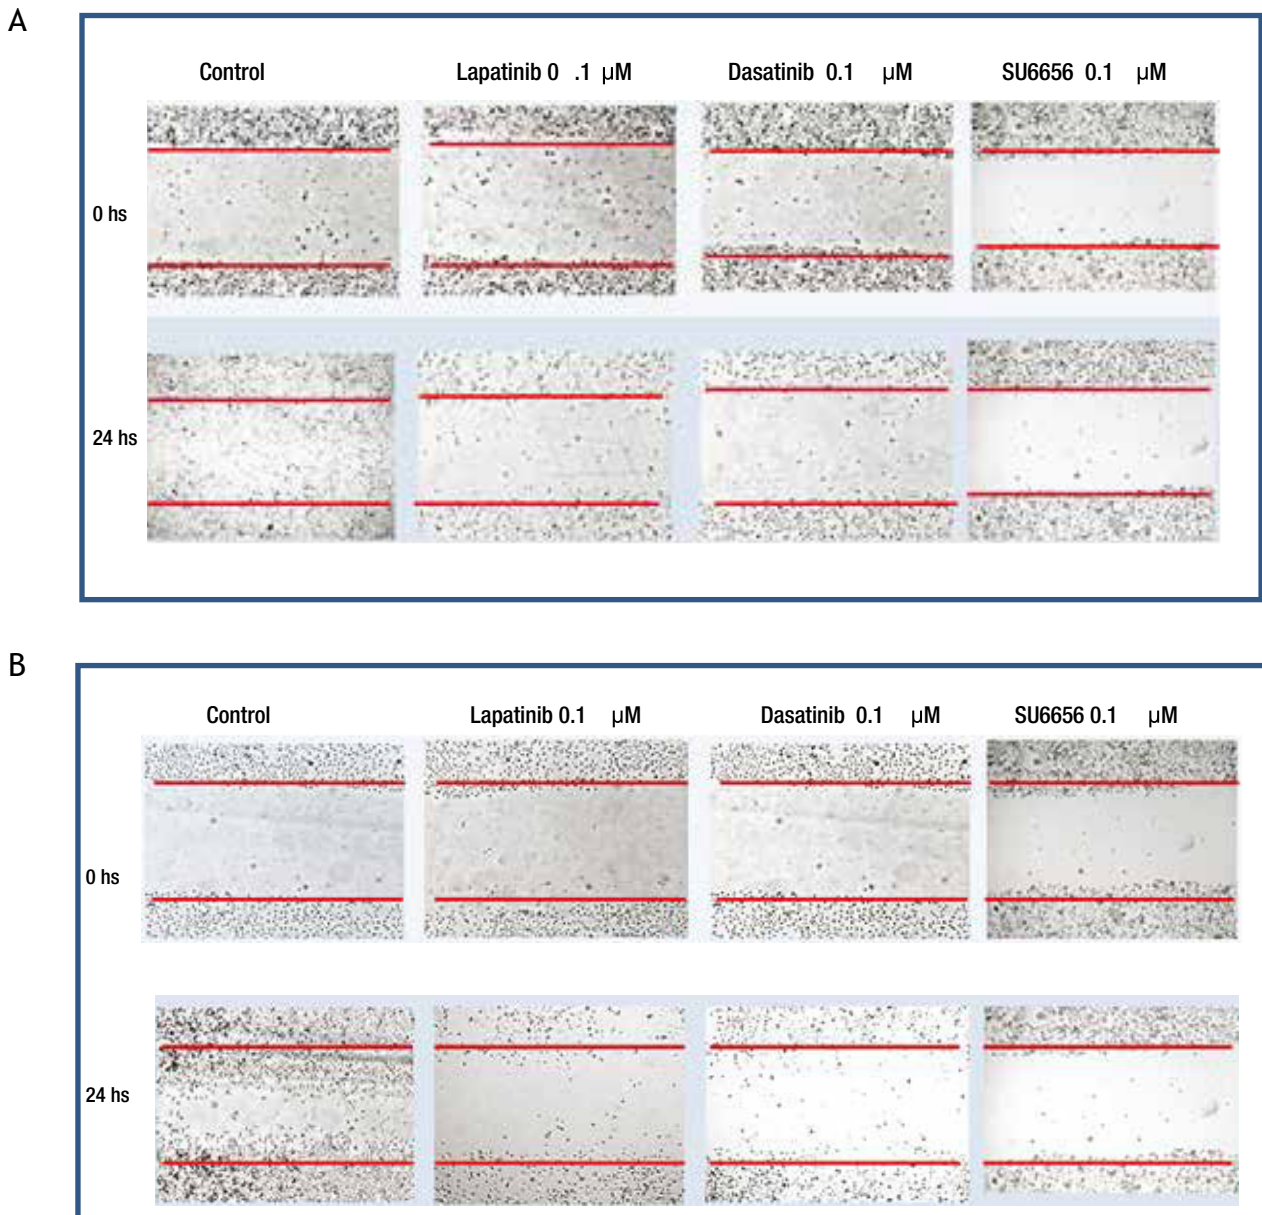 A
Control Lapatinib 0 .1 µM Dasatinib 0.1 µM SU6656 0.1 µM
0 hs
24 hs
B
Control Lapatinib 0.1 µM Dasatinib 0.1 µM SU6656 0.1 µM
0 hs
24 hs